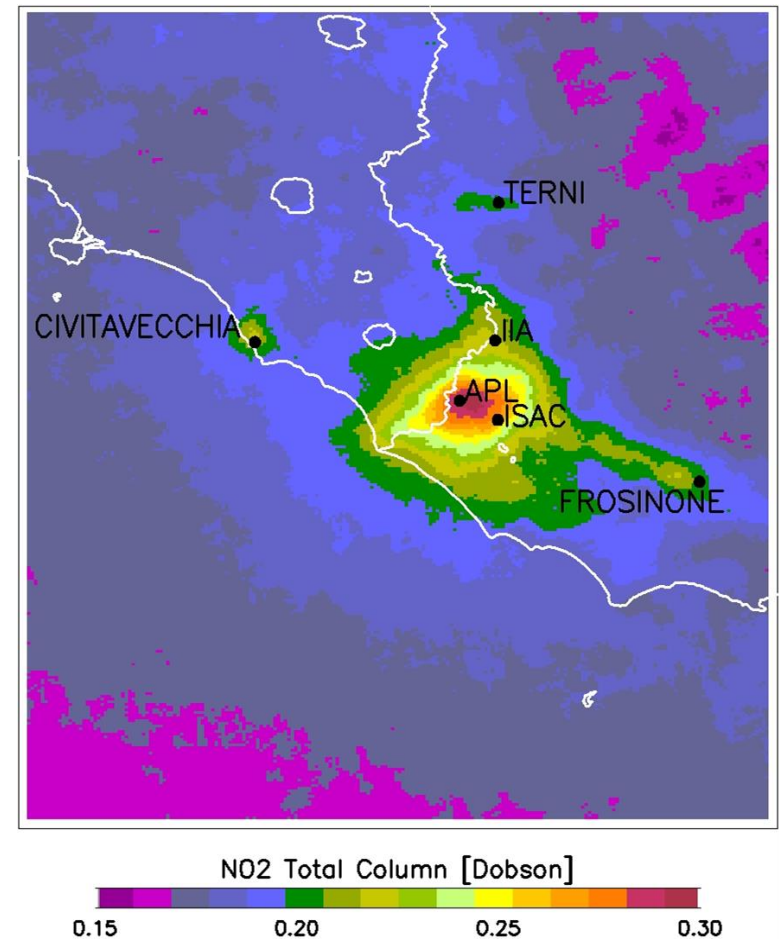 TERNI
CIVITAVECCHIA
IIA
APL
ISAC
FROSINONE
NO2 Total Column [Dobson]
0.15 0.20 0.25 0.30